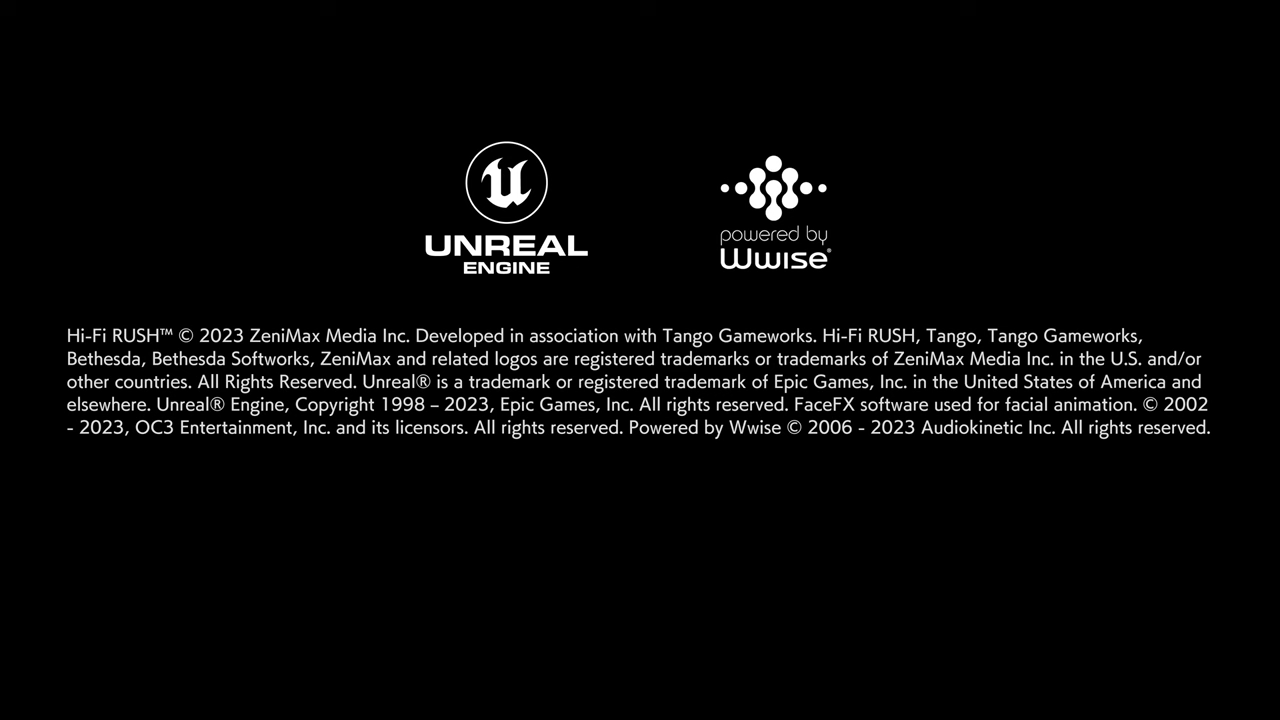 UNREAL
ENGINE
powered by
Wwise®
Hi-Fi RUSH™ © 2023 ZeniMax Media Inc. Developed in association with Tango Gameworks. Hi-Fi RUSH, Tango, Tango Gameworks,
Bethesda, Bethesda Softworks, ZeniMax and related logos are registered trademarks or trademarks of ZeniMax Media Inc. in the U.S. and/or
other countries. All Rights Reserved. Unreal® is a trademark or registered trademark of Epic Games, Inc. in the United States of America and
elsewhere. Unreal® Engine, Copyright 1998 – 2023, Epic Games, Inc. All rights reserved. FaceFX software used for facial animation. © 2002
- 2023, OC3 Entertainment, Inc. and its licensors. All rights reserved. Powered by Wwise © 2006 - 2023 Audiokinetic Inc. All rights reserved.